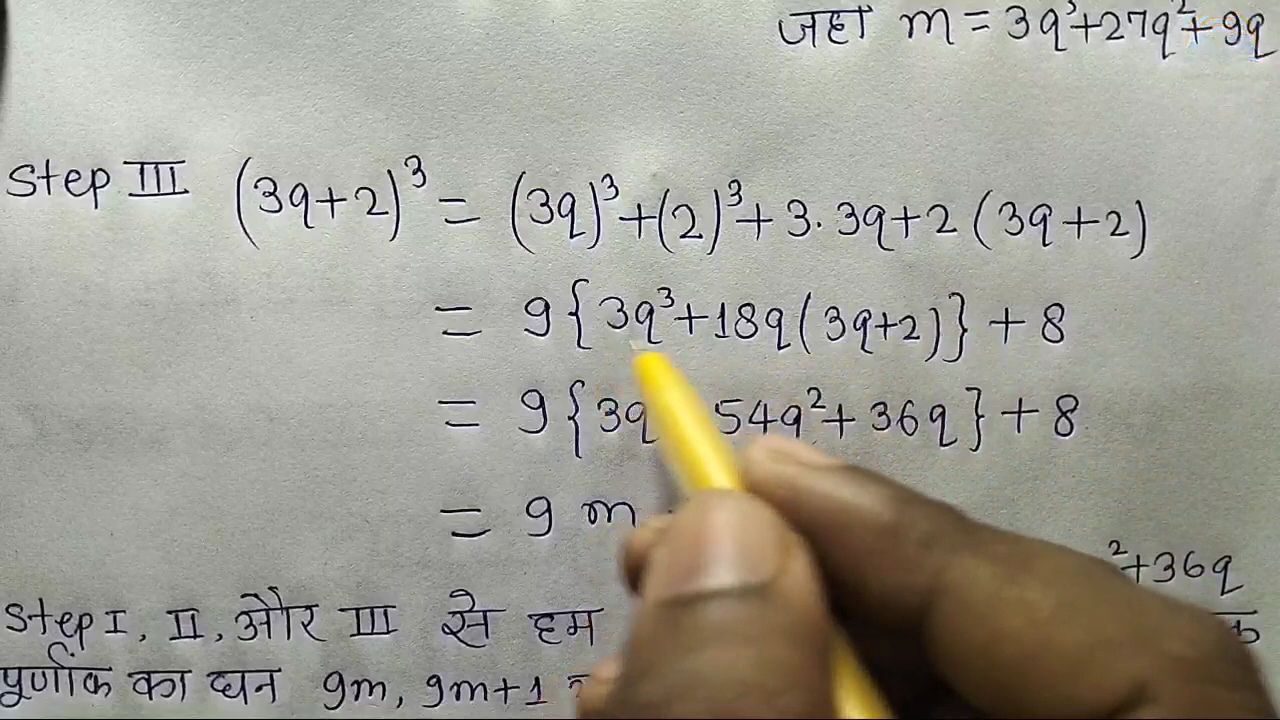 जहा m = 3q³+27q²+9q
Step III (3q+2)³ = (3q)³+(2)³+3.3q+2(3q+2)
= 9{3q³+18q(3q+2)}+8
= 9{3q 54q²+36q}+8
= 9 m
²+36q
Step I, II, और III से हम
पूर्णांक का घन 9m, 9m+1